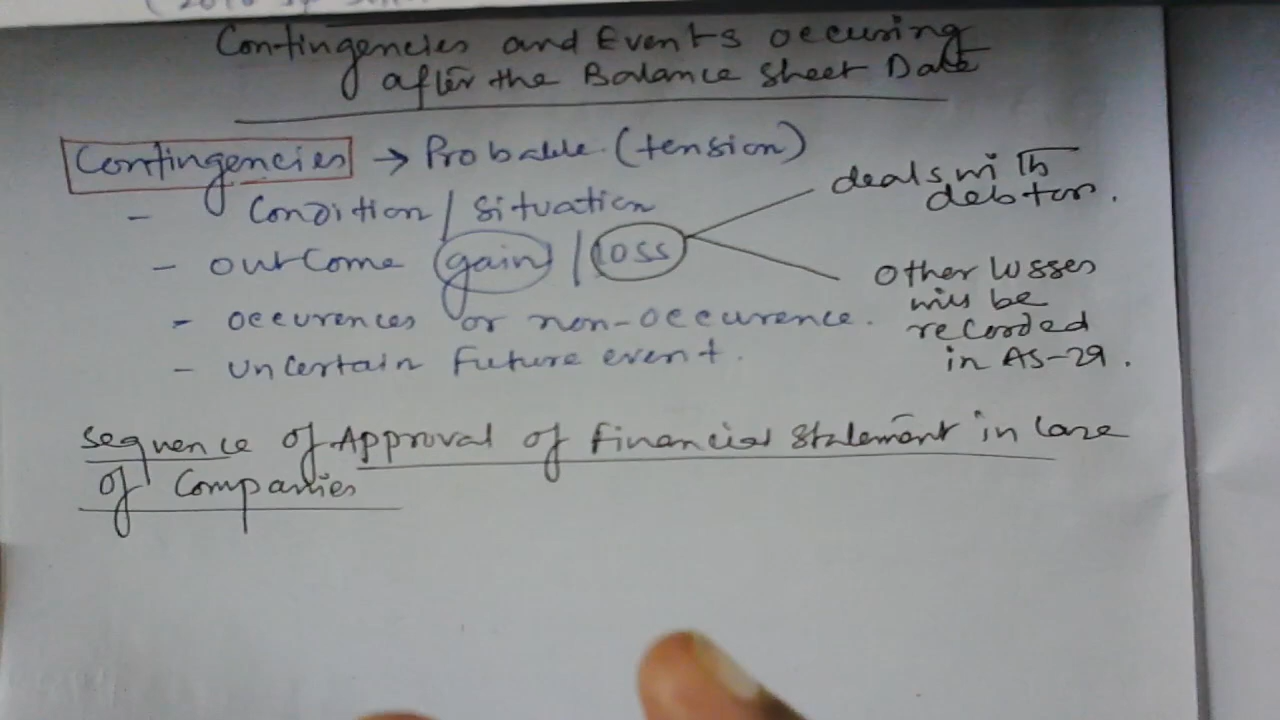 Contingencies and Events occuring
after the Balance Sheet Date
Contingencies → Probable (tension)
- Condition / Situation
- outcome gain / loss
deals with
debtor.
other losses
will be
recorded
in AS-29.
- occurences or non-occurence.
- uncertain future event.
Sequence of Approval of Financial Statement in case
of Companies